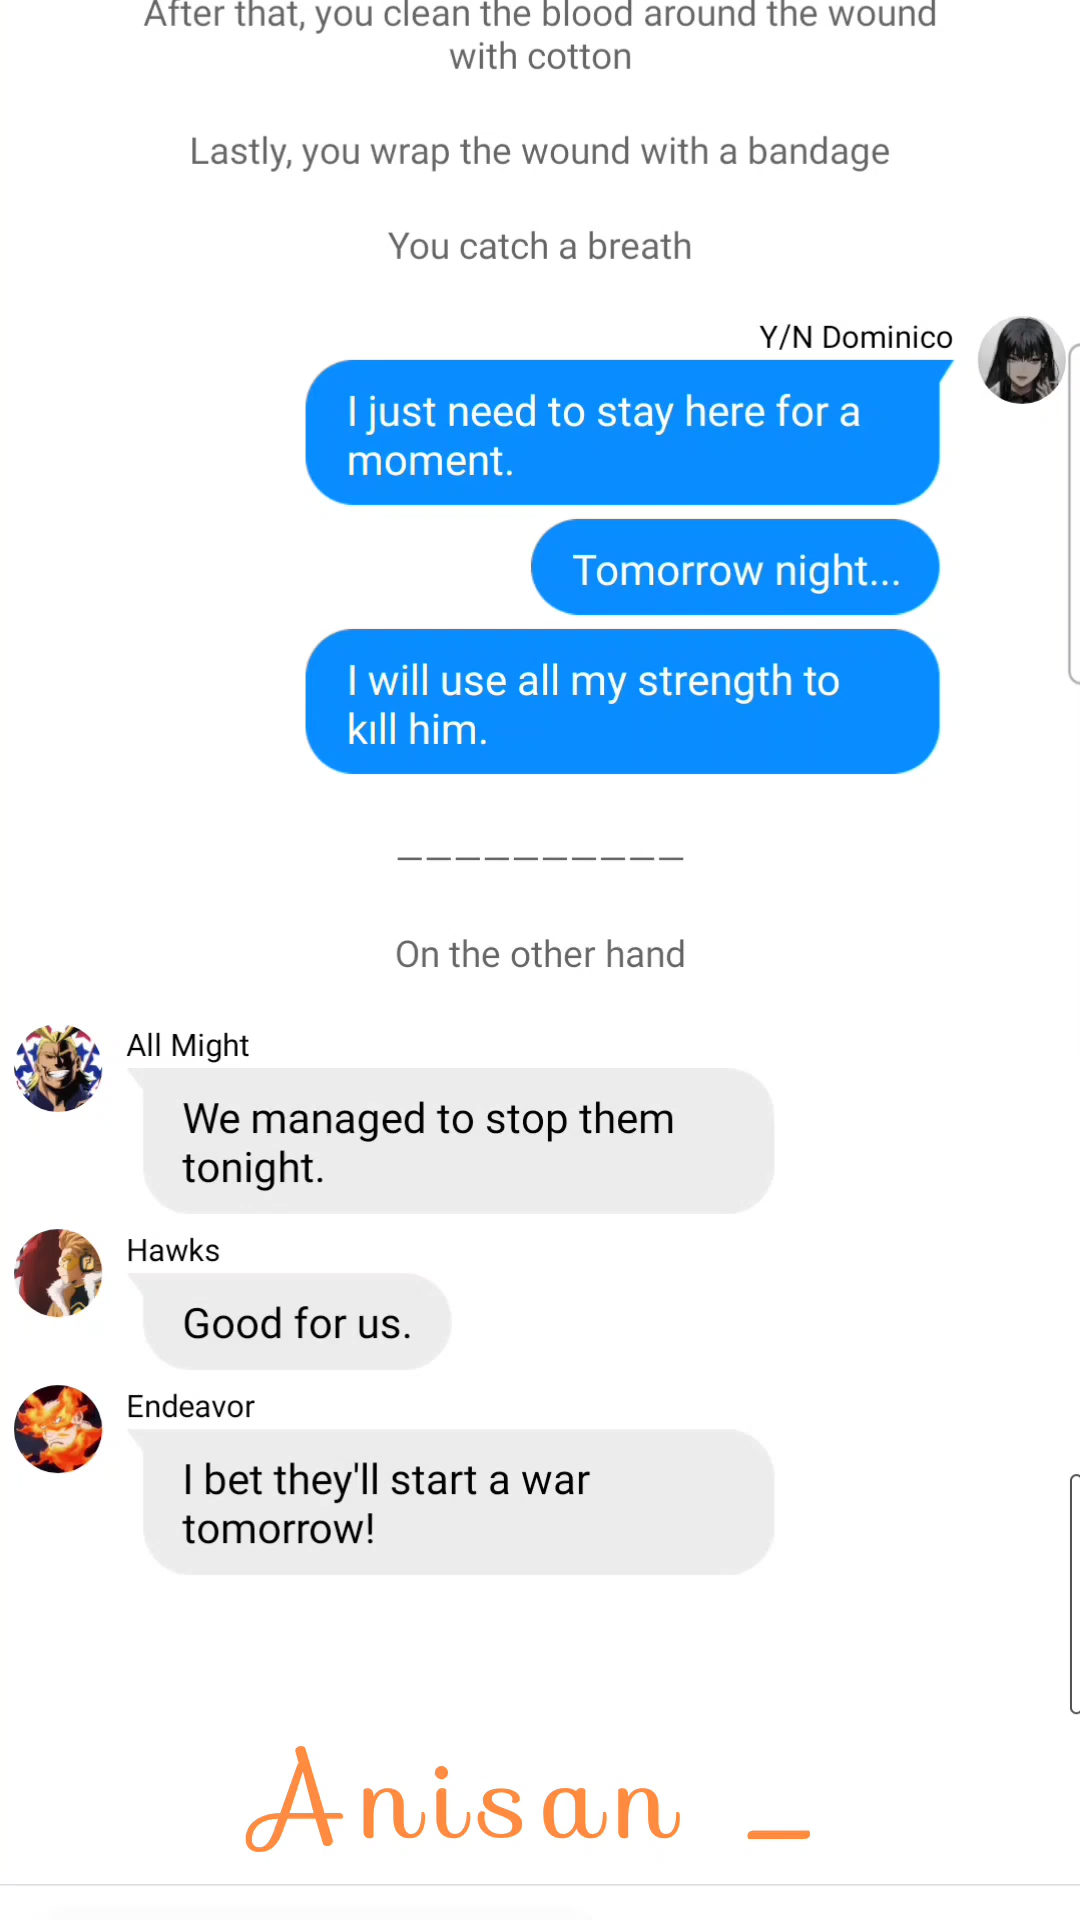 After that, you clean the blood around the wound
with cotton
Lastly, you wrap the wound with a bandage
You catch a breath
Y/N Dominico
I just need to stay here for a
moment.
Tomorrow night...
I will use all my strength to
kıll him.
__________
On the other hand
All Might
We managed to stop them
tonight.
Hawks
Good for us.
Endeavor
I bet they'll start a war
tomorrow!
Anisan _